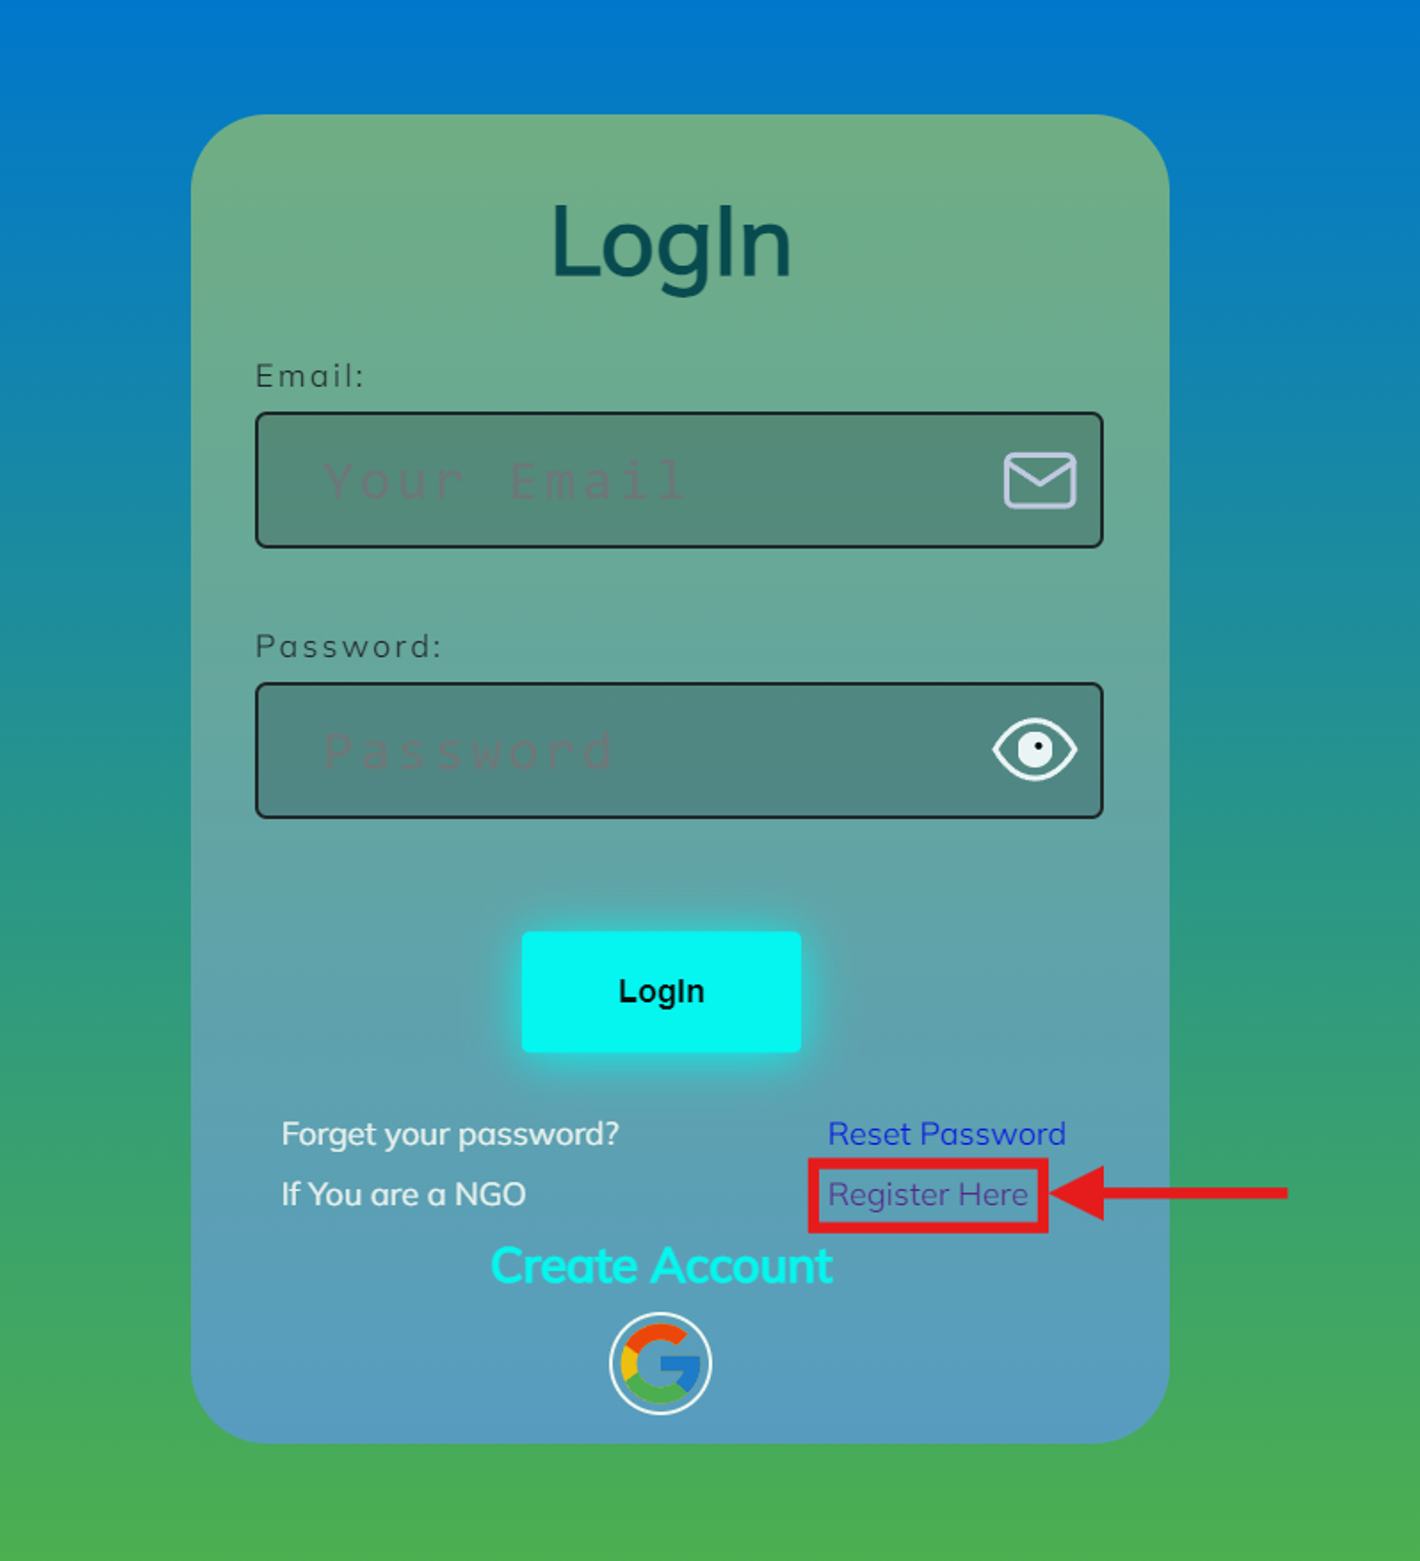 LogIn
Email:
Your Email
Password:
Password
LogIn
Forget your password? Reset Password
If You are a NGO Register Here
Create Account